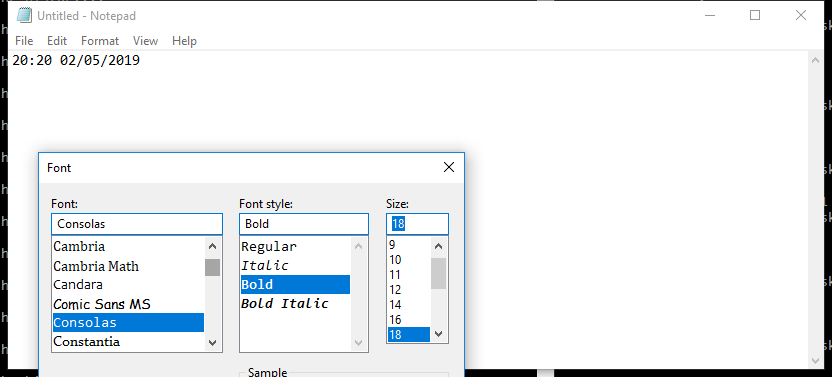 Untitled - Notepad
File Edit Format View Help
20:20 02/05/2019
Font
Font: Font style: Size:
Consolas Bold 18
Cambria Regular 9
Cambria Math Italic 10
Candara Bold 11
Comic Sans MS Bold Italic 12
Consolas 14
Constantia 16
18
Sample